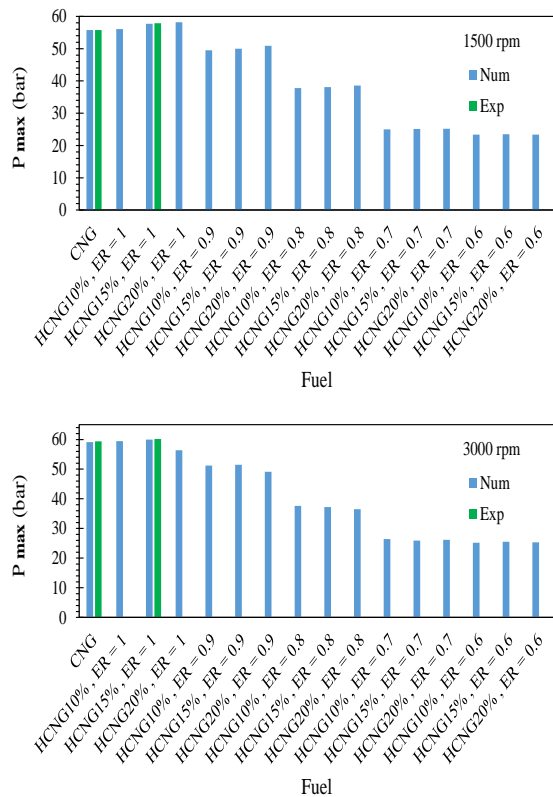 60
50
40
30
20
10
0
P max (bar)
1500 rpm
Num
Exp
CNG
HCNG10% , ER = 1
HCNG15% , ER = 1
HCNG20% , ER = 1
HCNG10% , ER = 0.9
HCNG15% , ER = 0.9
HCNG20% , ER = 0.9
HCNG10% , ER = 0.8
HCNG15% , ER = 0.8
HCNG20% , ER = 0.8
HCNG10% , ER = 0.7
HCNG15% , ER = 0.7
HCNG20% , ER = 0.7
HCNG10% , ER = 0.6
HCNG15% , ER = 0.6
HCNG20% , ER = 0.6
Fuel
60
50
40
30
20
10
0
P max (bar)
3000 rpm
Num
Exp
CNG
HCNG10% , ER = 1
HCNG15% , ER = 1
HCNG20% , ER = 1
HCNG10% , ER = 0.9
HCNG15% , ER = 0.9
HCNG20% , ER = 0.9
HCNG10% , ER = 0.8
HCNG15% , ER = 0.8
HCNG20% , ER = 0.8
HCNG10% , ER = 0.7
HCNG15% , ER = 0.7
HCNG20% , ER = 0.7
HCNG10% , ER = 0.6
HCNG15% , ER = 0.6
HCNG20% , ER = 0.6
Fuel